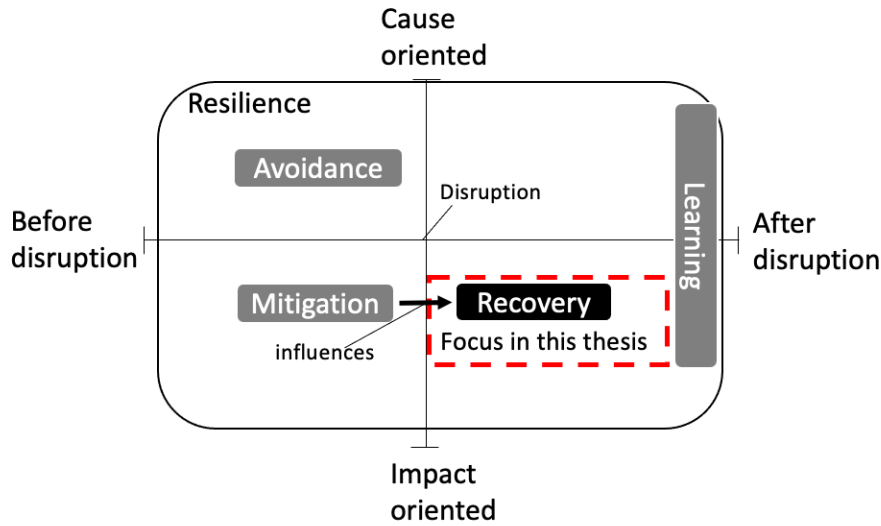 Cause
oriented
Resilience
Avoidance
Disruption
Learning
Before
disruption
After
disruption
Mitigation
Recovery
influences
Focus in this thesis
Impact
oriented